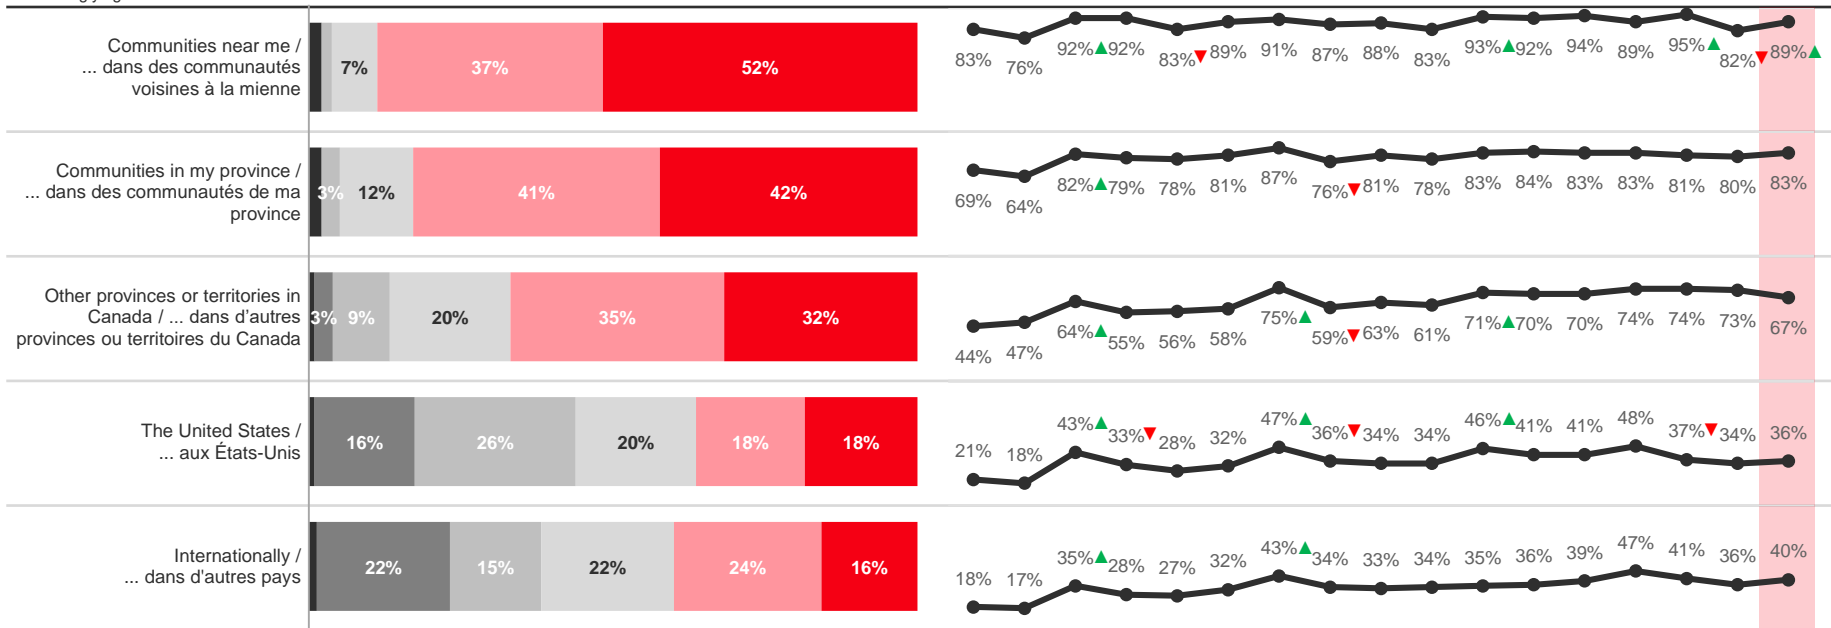 Communities near me /
... dans des communautés
voisines à la mienne
7% 37% 52%
83% 76% 92% ▲ 92% 83% ▼ 89% 91% 87% 88% 83% 93% ▲ 92% 94% 89% 95% ▲ 82% ▼ 89% ▲
Communities in my province /
... dans des communautés de ma
province
3% 12% 41% 42%
69% 64% 82% ▲ 79% 78% 81% 87% 76% ▼ 81% 78% 83% 84% 83% 83% 81% 80% 83%
Other provinces or territories in
Canada / ... dans d’autres
provinces ou territoires du Canada
3% 9% 20% 35% 32%
44% 47% 64% ▲ 55% 56% 58% 75% ▲ 59% ▼ 63% 61% 71% ▲ 70% 70% 74% 74% 73% 67%
The United States /
... aux États-Unis
16% 26% 20% 18% 18%
21% 18% 43% ▲ 33% ▼ 28% 32% 47% ▲ 36% ▼ 34% 34% 46% ▲ 41% 41% 48% 37% ▼ 34% 36%
Internationally /
... dans d'autres pays
22% 15% 22% 24% 16%
18% 17% 35% ▲ 28% 27% 32% 43% ▲ 34% 33% 34% 35% 36% 39% 47% 41% 36% 40%